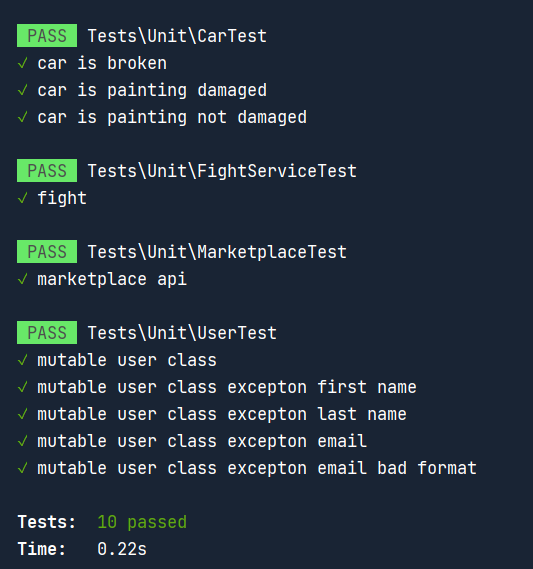 PASS Tests\Unit\CarTest
✓ car is broken
✓ car is painting damaged
✓ car is painting not damaged
PASS Tests\Unit\FightServiceTest
✓ fight
PASS Tests\Unit\MarketplaceTest
✓ marketplace api
PASS Tests\Unit\UserTest
✓ mutable user class
✓ mutable user class excepton first name
✓ mutable user class excepton last name
✓ mutable user class excepton email
✓ mutable user class excepton email bad format
Tests: 10 passed
Time: 0.22s